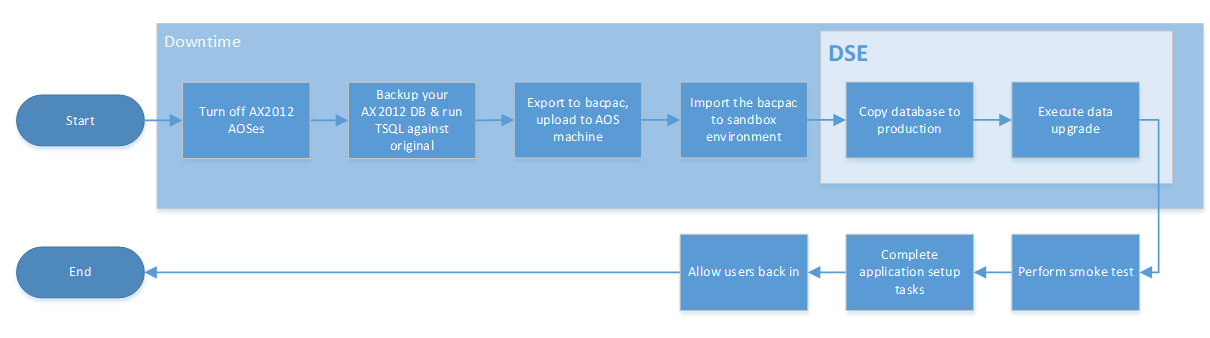 Downtime
DSE
Start
Turn off AX2012
AOSes
Backup your
AX2012 DB & run
TSQL against
original
Export to bacpac,
upload to AOS
machine
Import the bacpac
to sandbox
environment
Copy database to
production
Execute data
upgrade
End
Allow users back in
Complete
application setup
tasks
Perform smoke test